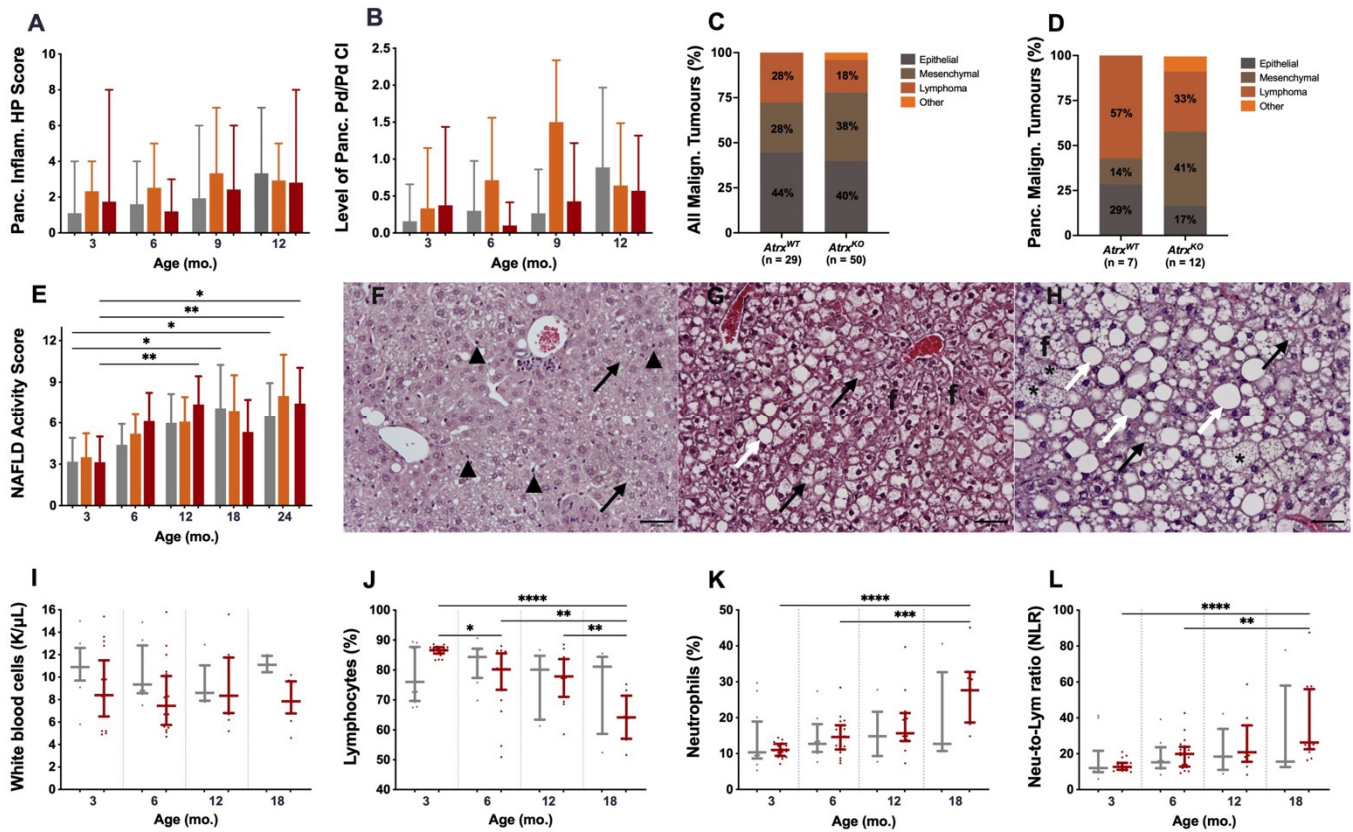 A
Panc. Inflam. HP Score
10
8
6
4
2
0
3 6 9 12
Age (mo.)
B
Level of Panc. Pd/Pd CI
2.5
2.0
1.5
1.0
0.5
0.0
3 6 9 12
Age (mo.)
C
All Malign. Tumours (%)
100
75
50
25
0
28% 18%
28% 38%
44% 40%
Atrx^WT Atrx^KO
(n = 29) (n = 50)
Epithelial
Mesenchymal
Lymphoma
Other
D
Panc. Malign. Tumours (%)
100
75
50
25
0
57% 33%
14% 41%
29% 17%
Atrx^WT Atrx^KO
(n = 7) (n = 12)
Epithelial
Mesenchymal
Lymphoma
Other
E
NAFLD Activity Score
12
9
6
3
0
*
**
*
*
**
3 6 12 18 24
Age (mo.)
F
G
f f
H
f
*
*
*
I
White blood cells (K/µL)
16
14
12
10
8
6
4
2
0
3 6 12 18
Age (mo.)
J
Lymphocytes (%)
100
90
80
70
60
50
40
****
**
* **
3 6 12 18
Age (mo.)
K
Neutrophils (%)
50
40
30
20
10
0
****
***
3 6 12 18
Age (mo.)
L
Neu-to-Lym ratio (NLR)
100
80
60
40
20
0
****
**
3 6 12 18
Age (mo.)